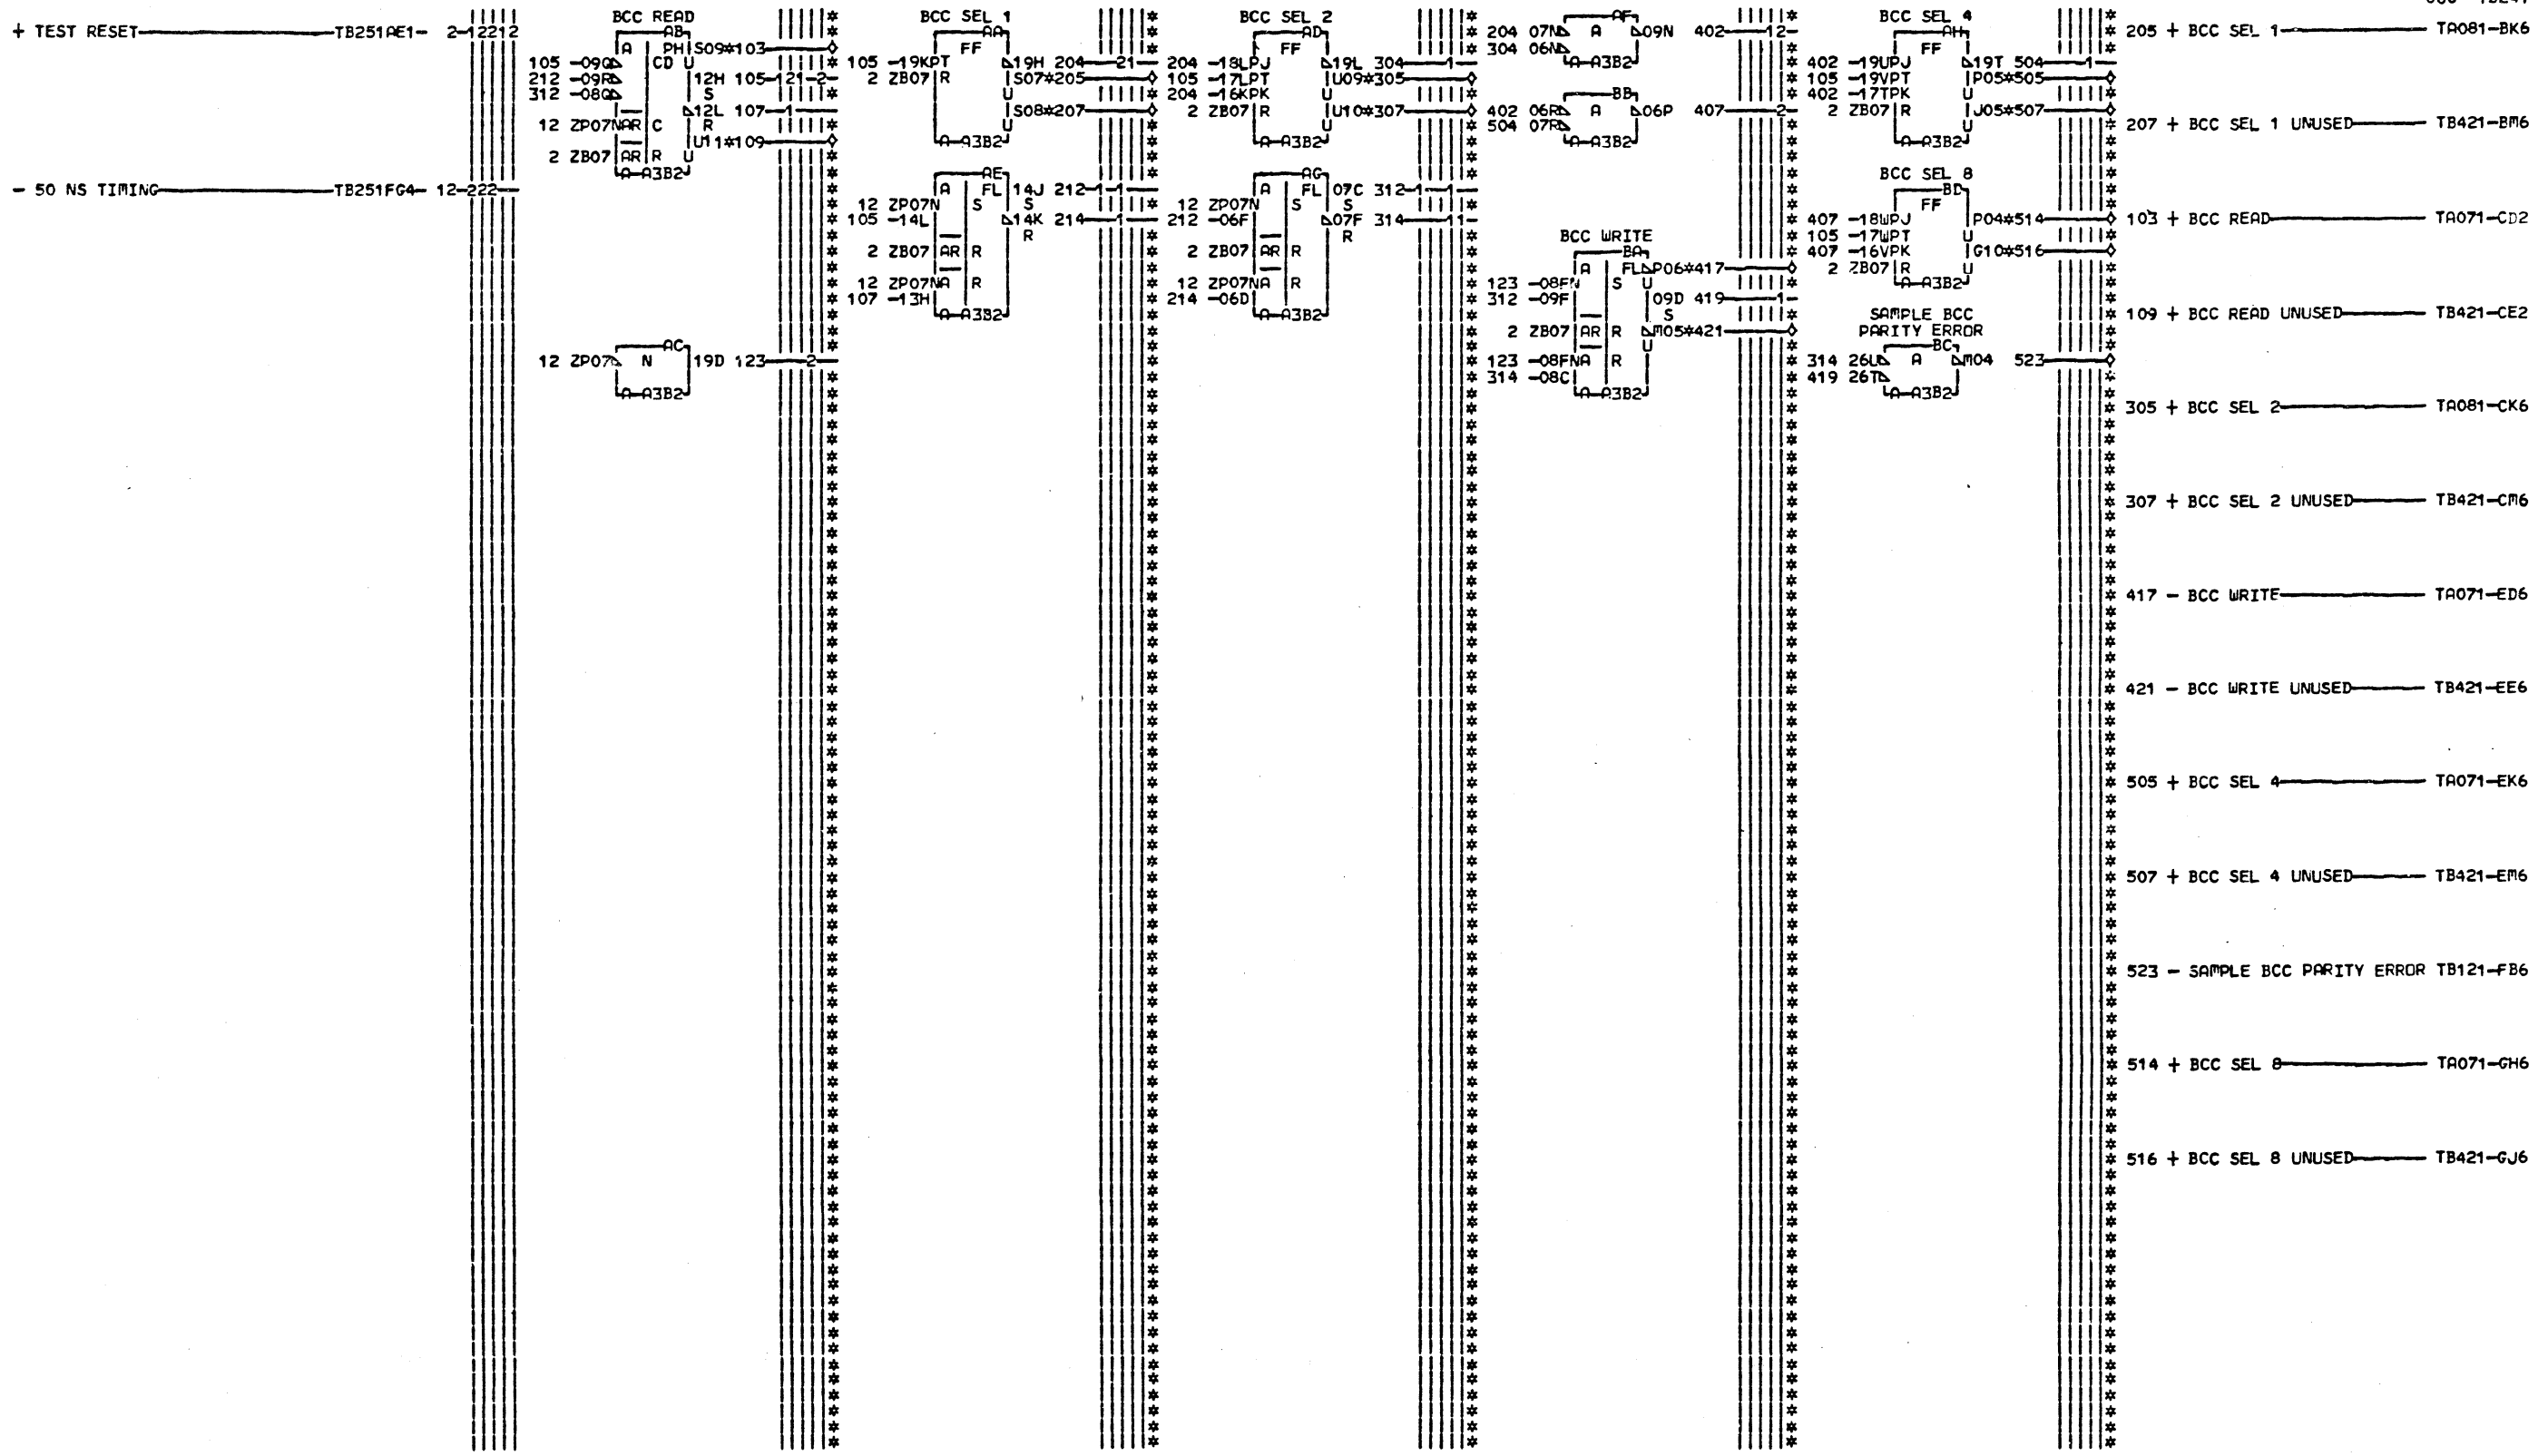 + TEST RESET TB251AE1- 2-12212
- 50 NS TIMING TB251FG4- 12-222
BCC READ
AB
A PH S09*103
105 -09Q CD U
212 -09R 12H 105-121-2-
312 -08Q S
12L 107-1
12 ZP07NAR C R
U11*109
2 ZB07 AR R U
A-A3B2
AC
12 ZP07 N 19D 123 2
A-A3B2
BCC SEL 1
AA
FF
105 -19KPT 19H 204 21
2 ZB07 R S07*205
U
S08*207
U
A-A3B2
AE
A FL 14J 212-1-1
12 ZP07N S S
105 -14L 14K 214 1
R
2 ZB07 AR R
12 ZP07NA R
107 -13H
A-A3B2
BCC SEL 2
AD
FF
204 -18LPJ 19L 304 1
105 -17LPT U09*305
204 -16KPK U
2 ZB07 R U10*307
U
A-A3B2
AG
A FL 07C 312-1-1
12 ZP07N S S
212 -06F 07F 314 11
R
2 ZB07 AR R
12 ZP07NA R
214 -06D
A-A3B2
AF
204 07N A 09N 402 12
304 06N
A-A3B2
BB
402 06R A 06P 407 2
504 07R
A-A3B2
BCC WRITE
BA
A FL P06*417
123 -08FN S U
312 -09F 09D 419 1
S
2 ZB07 AR R M05*421
U
123 -08FNA R
314 -08C
A-A3B2
BCC SEL 4
AH
FF
402 -19UPJ 19T 504 1
105 -19VPT P05*505
402 -17TPK U
2 ZB07 R J05*507
U
A-A3B2
BCC SEL 8
BD
FF
407 -18WPJ P04*514
105 -17WPT U
407 -16VPK G10*516
2 ZB07 R U
A-A3B2
SAMPLE BCC
PARITY ERROR
BC
314 26U A M04 523
419 26T
A-A3B2
205 + BCC SEL 1 TA081-BK6
207 + BCC SEL 1 UNUSED TB421-BM6
103 + BCC READ TA071-CD2
109 + BCC READ UNUSED TB421-CE2
305 + BCC SEL 2 TA081-CK6
307 + BCC SEL 2 UNUSED TB421-CM6
417 - BCC WRITE TA071-ED6
421 - BCC WRITE UNUSED TB421-EE6
505 + BCC SEL 4 TA071-EK6
507 + BCC SEL 4 UNUSED TB421-EM6
523 - SAMPLE BCC PARITY ERROR TB121-FB6
514 + BCC SEL 8 TA071-GH6
516 + BCC SEL 8 UNUSED TB421-GJ6